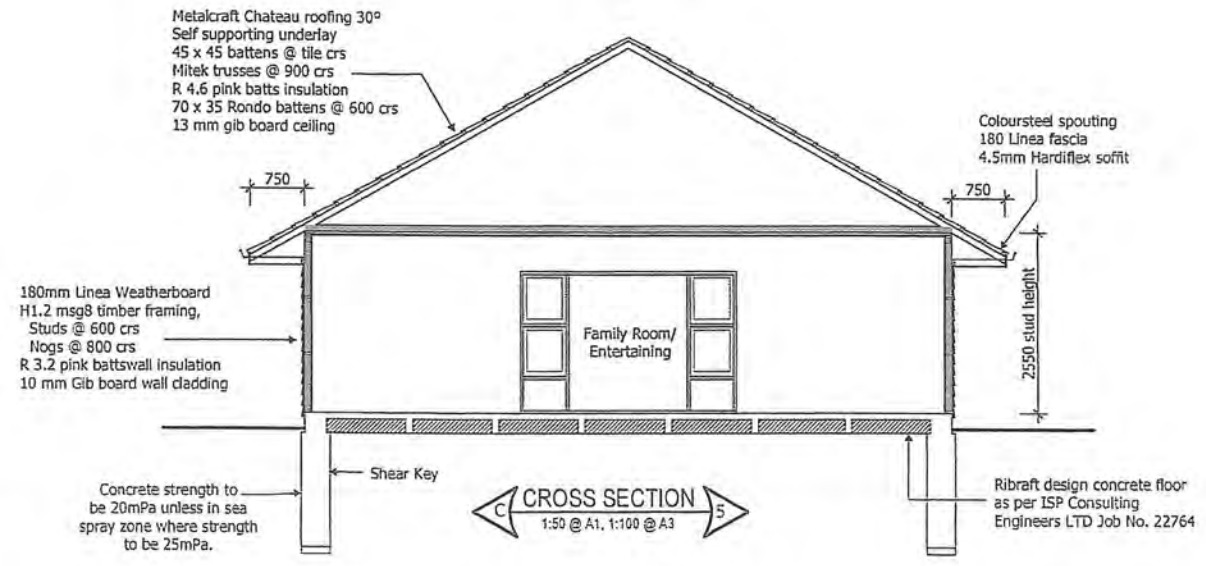 Metalcraft Chateau roofing 30º
Self supporting underlay
45 x 45 battens @ tile crs
Mitek trusses @ 900 crs
R 4.6 pink batts insulation
70 x 35 Rondo battens @ 600 crs
13 mm gib board ceiling
Coloursteel spouting
180 Linea fascia
4.5mm Hardiflex soffit
750
750
180mm Linea Weatherboard
H1.2 msg8 timber framing,
Studs @ 600 crs
Nogs @ 800 crs
R 3.2 pink battswall insulation
10 mm Gib board wall cladding
Family Room/
Entertaining
2550 stud height
Shear Key
Concrete strength to
be 20mPa unless in sea
spray zone where strength
to be 25mPa.
C CROSS SECTION 5
1:50 @ A1, 1:100 @ A3
Ribraft design concrete floor
as per ISP Consulting
Engineers LTD Job No. 22764